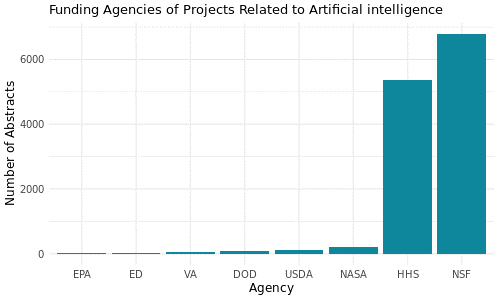 Funding Agencies of Projects Related to Artificial intelligence
Number of Abstracts
6000
4000
2000
0
EPA ED VA DOD USDA NASA HHS NSF
Agency